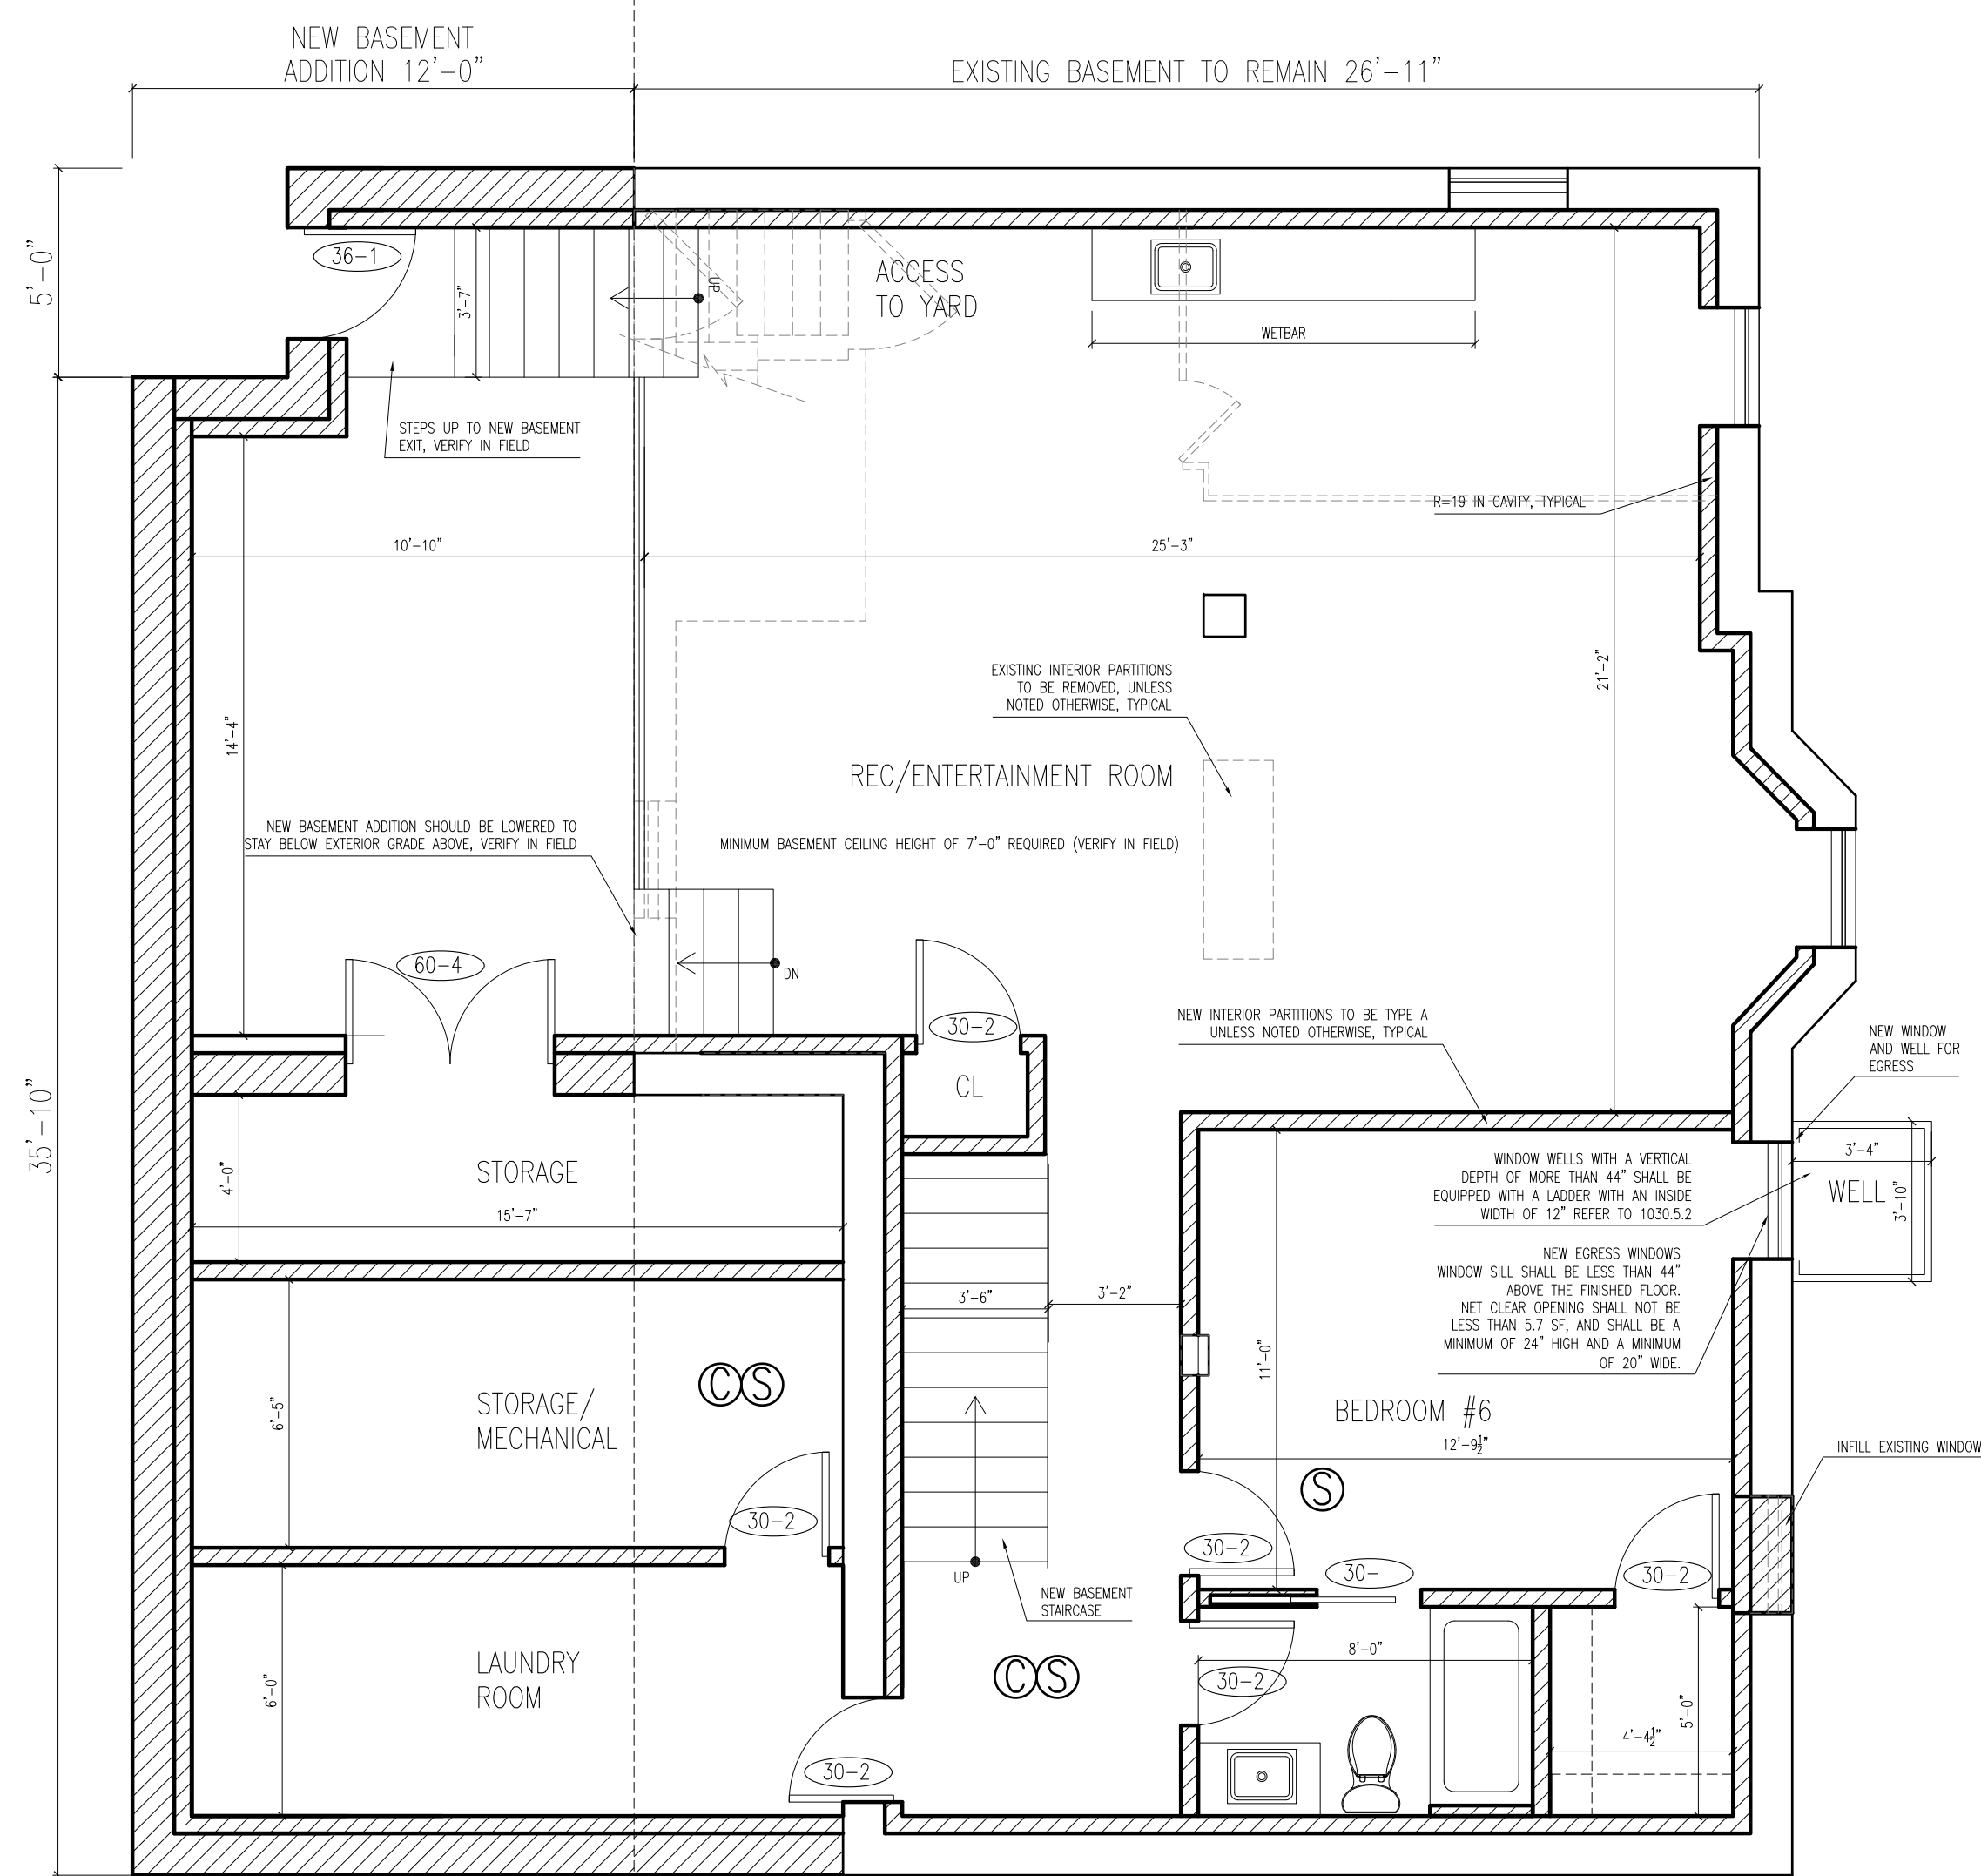 NEW BASEMENT
ADDITION 12'-0"
EXISTING BASEMENT TO REMAIN 26'-11"
5'-0"
36-1
3'-7"
UP
ACCESS
TO YARD
WETBAR
STEPS UP TO NEW BASEMENT
EXIT, VERIFY IN FIELD
R=19 IN CAVITY, TYPICAL
10'-10"
25'-3"
EXISTING INTERIOR PARTITIONS
TO BE REMOVED, UNLESS
NOTED OTHERWISE, TYPICAL
21'-2"
14'-4"
REC/ENTERTAINMENT ROOM
NEW BASEMENT ADDITION SHOULD BE LOWERED TO
STAY BELOW EXTERIOR GRADE ABOVE, VERIFY IN FIELD
MINIMUM BASEMENT CEILING HEIGHT OF 7'-0" REQUIRED (VERIFY IN FIELD)
60-4
DN
30-2
NEW INTERIOR PARTITIONS TO BE TYPE A
UNLESS NOTED OTHERWISE, TYPICAL
NEW WINDOW
AND WELL FOR
EGRESS
CL
35'-10"
STORAGE
4'-0"
15'-7"
WINDOW WELLS WITH A VERTICAL
DEPTH OF MORE THAN 44" SHALL BE
EQUIPPED WITH A LADDER WITH AN INSIDE
WIDTH OF 12" REFER TO 1030.5.2
3'-4"
WELL
3'-10"
NEW EGRESS WINDOWS
WINDOW SILL SHALL BE LESS THAN 44"
ABOVE THE FINISHED FLOOR.
NET CLEAR OPENING SHALL NOT BE
LESS THAN 5.7 SF, AND SHALL BE A
MINIMUM OF 24" HIGH AND A MINIMUM
OF 20" WIDE.
3'-6"
3'-2"
11'-0"
CS
STORAGE/
MECHANICAL
6'-5"
BEDROOM #6
12'-9½"
INFILL EXISTING WINDOW
S
30-2
30-2
30-
30-2
UP
NEW BASEMENT
STAIRCASE
LAUNDRY
ROOM
6'-0"
CS
8'-0"
30-2
5'-0"
4'-4½"
30-2